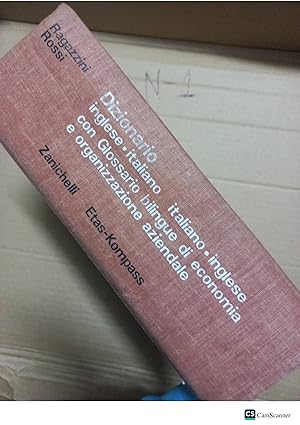 Ragazzini
Rossi
Dizionario
inglese•italiano italiano•inglese
con Glossario bilingue di economia
e organizzazione aziendale
Zanichelli
Etas-Kompass
N-1
CS CamScanner